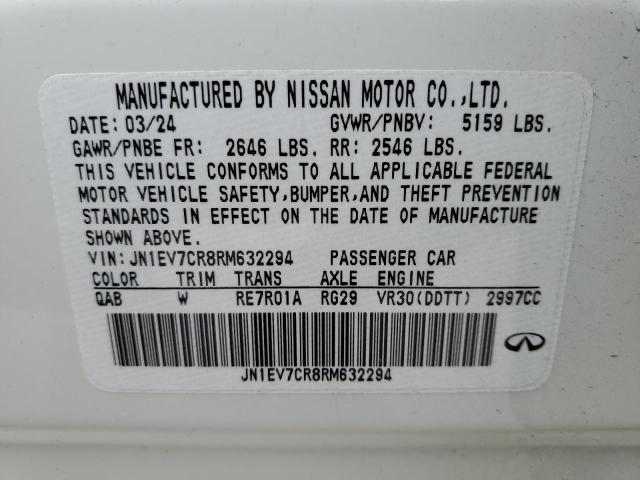 MANUFACTURED BY NISSAN MOTOR CO.,LTD.
DATE: 03/24 GVWR/PNBV: 5159 LBS.
GAWR/PNBE FR: 2646 LBS. RR: 2546 LBS.
THIS VEHICLE CONFORMS TO ALL APPLICABLE FEDERAL
MOTOR VEHICLE SAFETY,BUMPER,AND THEFT PREVENTION
STANDARDS IN EFFECT ON THE DATE OF MANUFACTURE
SHOWN ABOVE.
VIN:JN1EV7CR8RM632294 PASSENGER CAR
COLOR TRIM TRANS AXLE ENGINE
QAB W RE7R01A RG29 VR30(DDTT) 2997CC
JN1EV7CR8RM632294